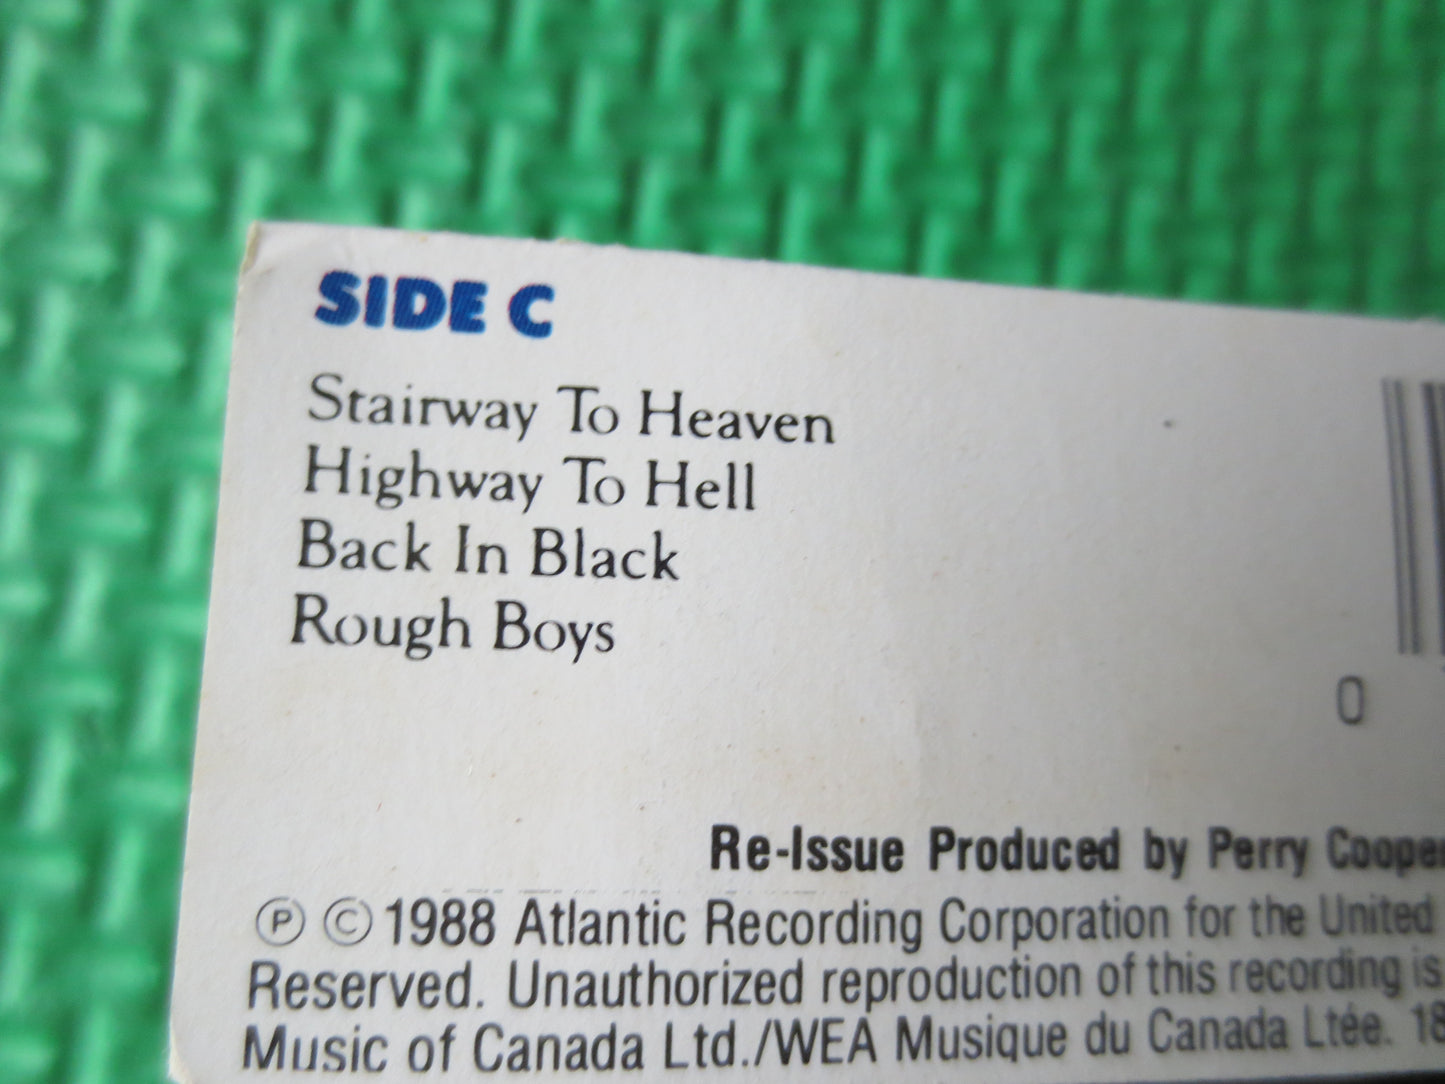 SIDE C
Stairway To Heaven
Highway To Hell
Back In Black
Rough Boys
0
Re-Issue Produced by Perry Cooper
Ⓟ © 1988 Atlantic Recording Corporation for the United
Reserved. Unauthorized reproduction of this recording is
Music of Canada Ltd./WEA Musique du Canada Ltée. 18